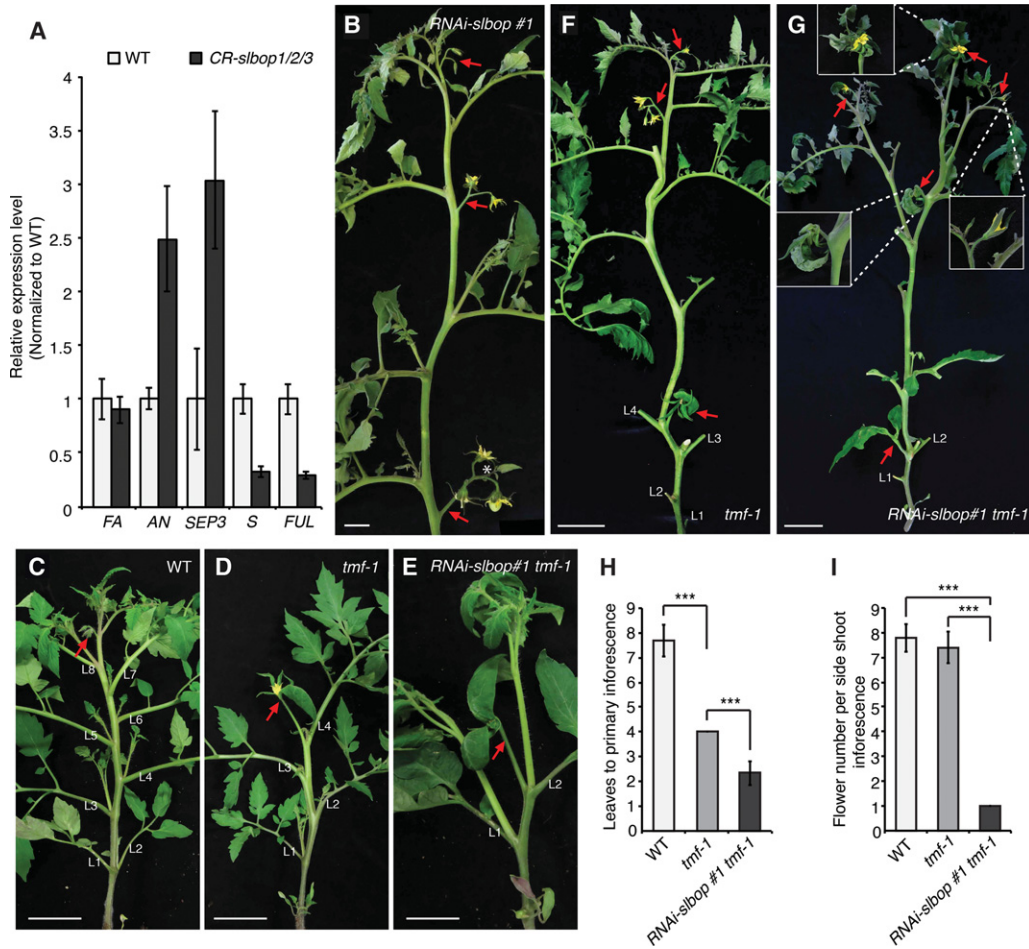 A
WT
CR-slbop1/2/3
Relative expression level
(Normalized to WT)
4
3.5
3
2.5
2
1.5
1
0.5
0
FA
AN
SEP3
S
FUL
B
RNAi-slbop #1
*
F
L4
L3
L2
L1
tmf-1
G
L2
L1
RNAi-slbop#1 tmf-1
C
WT
L8
L7
L6
L5
L4
L3
L1
L2
D
tmf-1
L4
L3
L2
L1
E
RNAi-slbop#1 tmf-1
L2
L1
H
Leaves to primary inforescence
9
8
7
6
5
4
3
2
1
0
***
***
WT
tmf-1
RNAi-slbop #1 tmf-1
I
Flower number per side shoot
inforescence
9
8
7
6
5
4
3
2
1
0
***
***
WT
tmf-1
RNAi-slbop #1 tmf-1